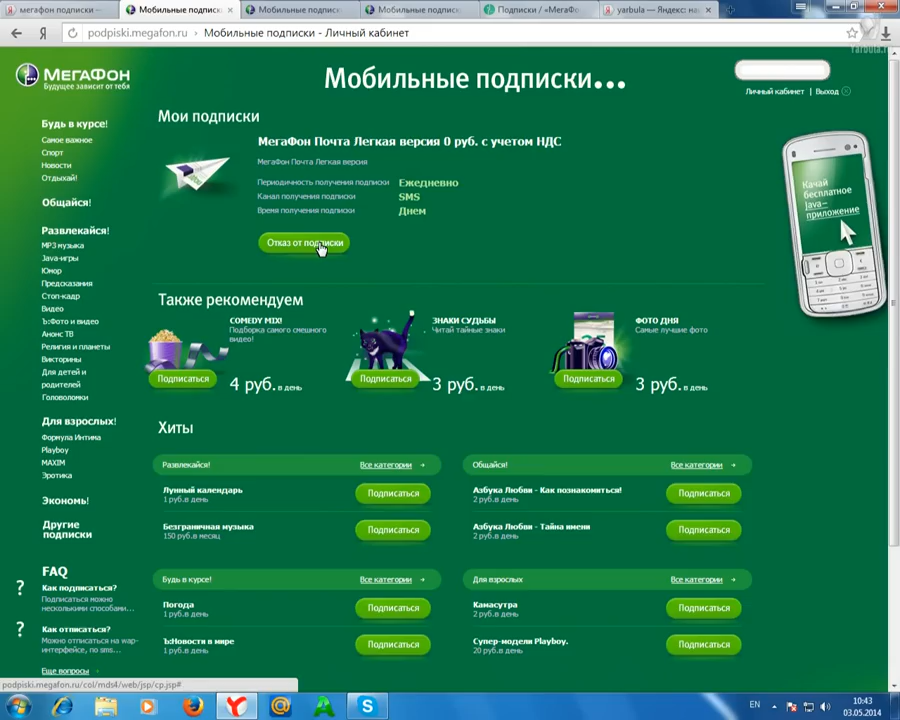 мегафон подписки —
Мобильные подписк
Мобильные подписк
Мобильные подписк
Подписки / «МегаФо
yarbula — Яндекс: на
podpiski.megafon.ru › Мобильные подписки - Личный кабинет
Yarbula.r
МЕГАФОН
Будущее зависит от тебя
Мобильные подписки...
Личный кабинет | Выход
Будь в курсе!
Самое важное
Спорт
Новости
Отдыхай!
Общайся!
Развлекайся!
MP3 музыка
Java-игры
Юмор
Предсказания
Стоп-кадр
Видео
Ъ:Фото и видео
Анонс ТВ
Религия и планеты
Викторины
Для детей и
родителей
Головоломки
Для взрослых!
Формула Интима
Playboy
MAXIM
Эротика
Экономь!
Другие
подписки
FAQ
? Как подписаться?
Подписаться можно
несколькими способами...
? Как отписаться?
Можно отписаться на wap-
интерфейсе, по sms...
Еще вопросы
Мои подписки
МегаФон Почта Легкая версия 0 руб. с учетом НДС
МегаФон Почта Легкая версия
Периодичность получения подписки Ежедневно
Канал получения подписки SMS
Время получения подписки Днем
Отказ от подписки
Качай
бесплатное
Java–
приложение
Также рекомендуем
COMEDY MIX!
Подборка самого смешного
видео!
Подписаться
4 руб. в день
ЗНАКИ СУДЬБЫ
Читай тайные знаки
Подписаться
3 руб. в день
ФОТО ДНЯ
Самые лучшие фото
Подписаться
3 руб. в день
Хиты
Развлекайся! Все категории
Лунный календарь
1 руб.в день
Подписаться
Безграничная музыка
150 руб.в месяц
Подписаться
Общайся! Все категории
Азбука Любви - Как познакомиться!
2 руб.в день
Подписаться
Азбука Любви - Тайна имени
2 руб.в день
Подписаться
Будь в курсе! Все категории
Погода
1 руб.в день
Подписаться
Ъ:Новости в мире
1 руб.в день
Подписаться
Для взрослых Все категории
Камасутра
2 руб.в день
Подписаться
Супер-модели Playboy.
20 руб.в день
Подписаться
podpiski.megafon.ru/col/mds4/web/jsp/cp.jsp#
EN
10:43
03.05.2014